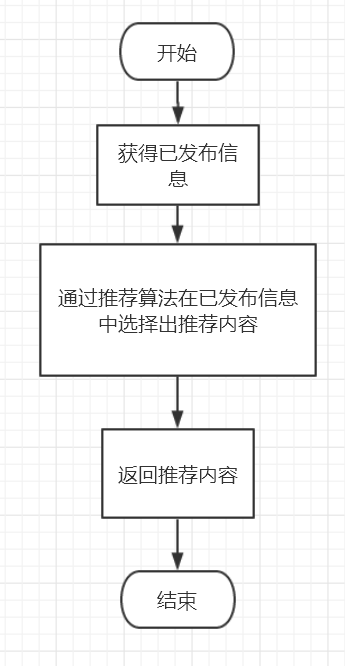 开始
获得已发布信
息
通过推荐算法在已发布信息
中选择出推荐内容
返回推荐内容
结束